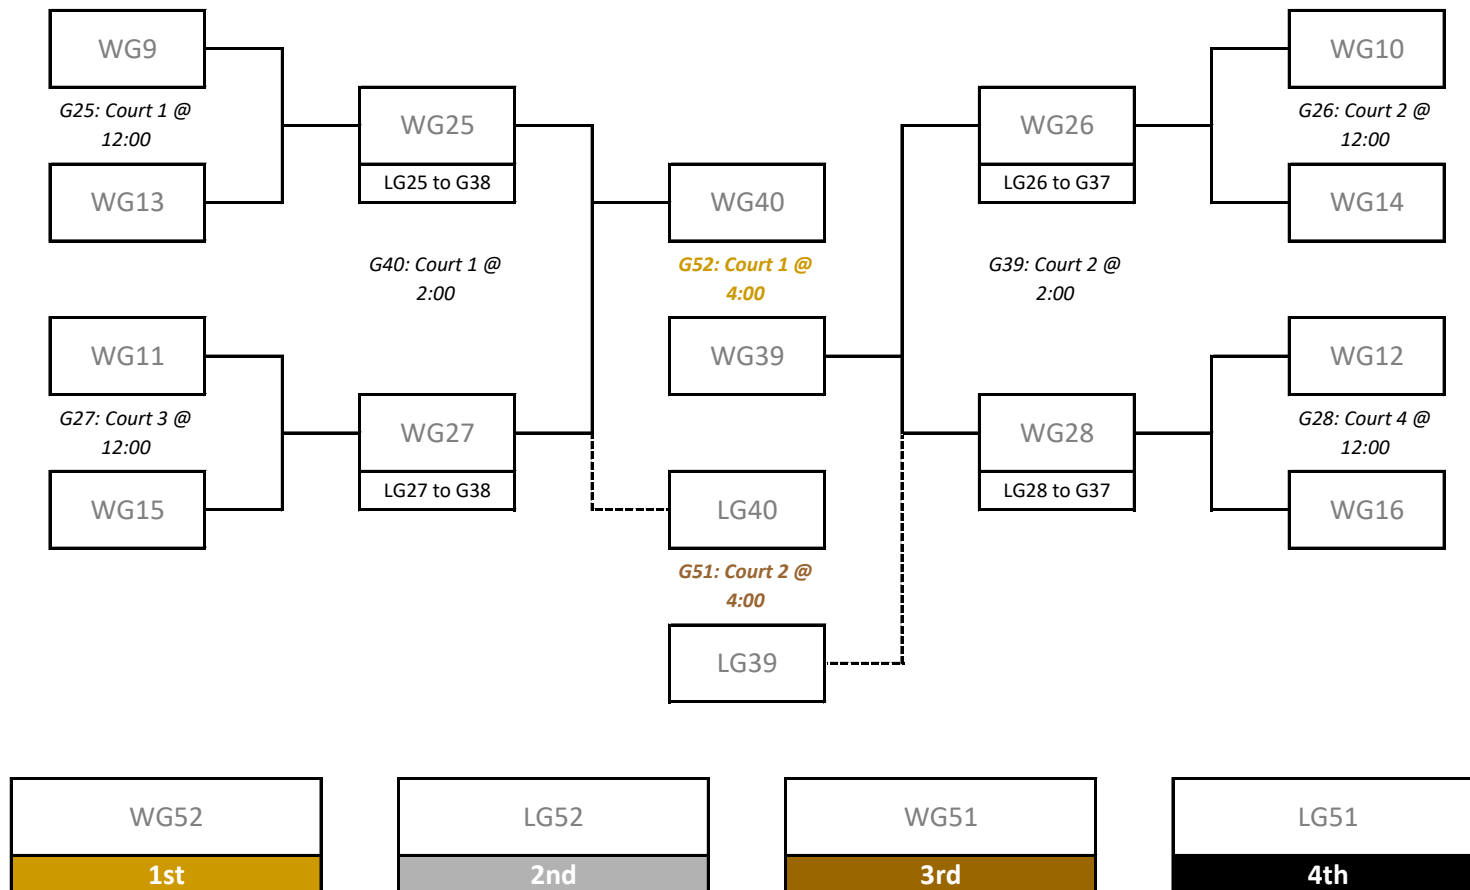 WG9
WG10
G25: Court 1 @
12:00
WG25
WG26
G26: Court 2 @
12:00
LG25 to G38
LG26 to G37
WG13
WG40
WG14
G40: Court 1 @
2:00
G52: Court 1 @
4:00
G39: Court 2 @
2:00
WG11
WG39
WG12
G27: Court 3 @
12:00
WG27
WG28
G28: Court 4 @
12:00
LG27 to G38
LG28 to G37
WG15
LG40
WG16
G51: Court 2 @
4:00
LG39
WG52
LG52
WG51
LG51
1st
2nd
3rd
4th